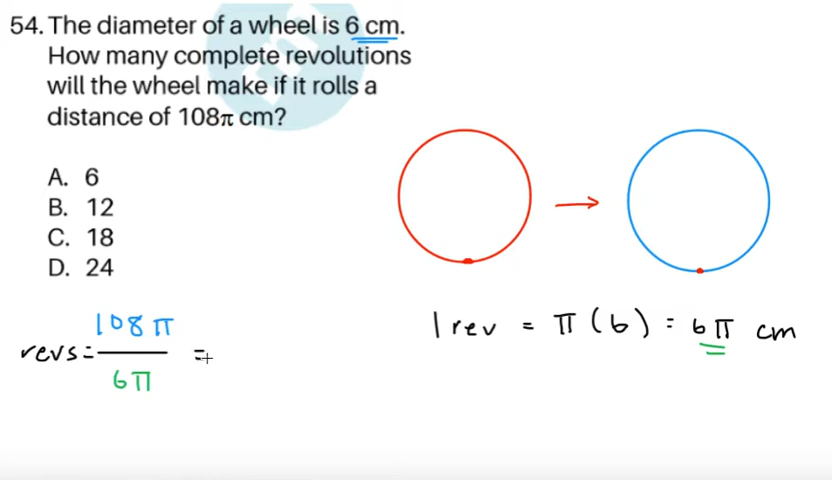 54. The diameter of a wheel is 6 cm.
How many complete revolutions
will the wheel make if it rolls a
distance of 108π cm?
A. 6
B. 12
C. 18
D. 24
1 rev = π(6) = 6π cm
revs = 108π =
6π